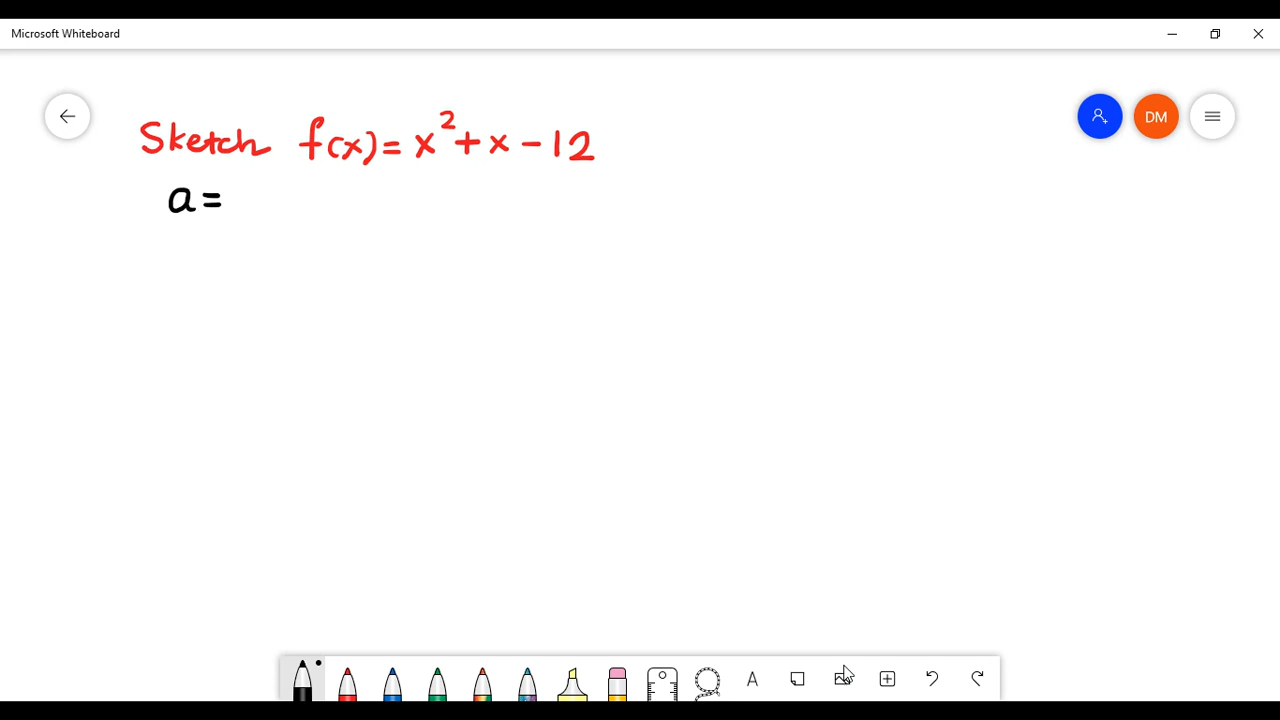 Microsoft Whiteboard
DM
Sketch f(x) = x² + x - 12
a =
A